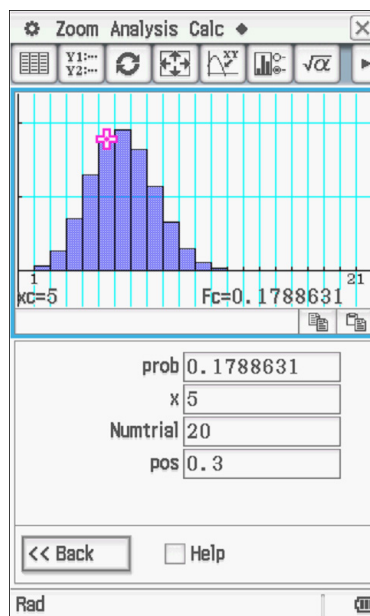 Zoom Analysis Calc
Y1:··· XY √α
Y2:···
1 21
xc=5 Fc=0.1788631
prob 0.1788631
x 5
Numtrial 20
pos 0.3
<< Back Help
Rad